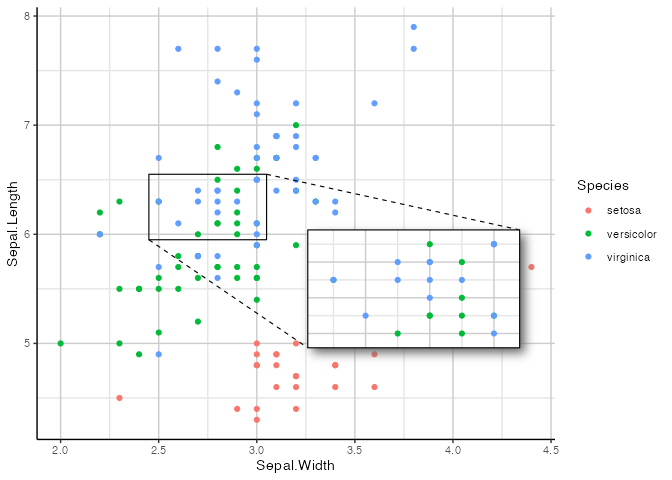 8
7
6
5
Sepal.Length
2.0 2.5 3.0 3.5 4.0 4.5
Sepal.Width
Species
setosa
versicolor
virginica